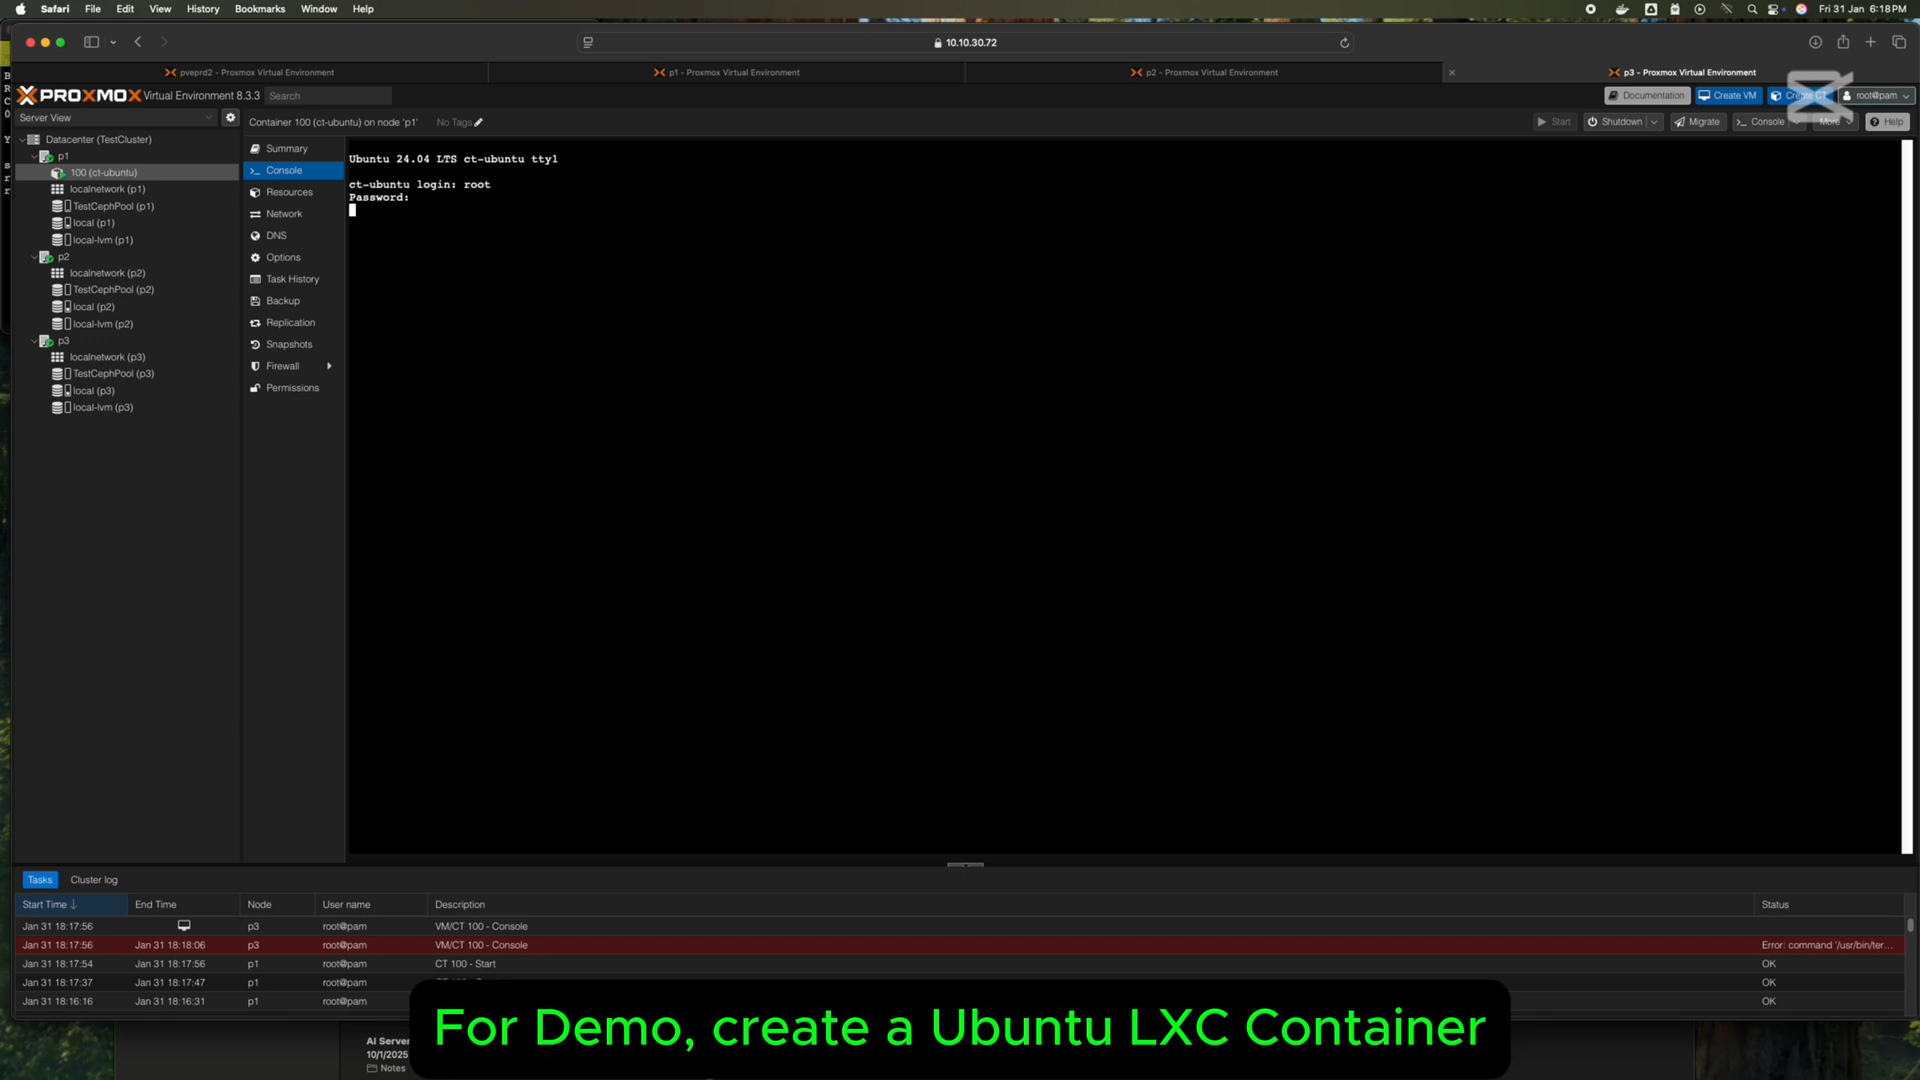 Safari File Edit View History Bookmarks Window Help
Fri 31 Jan 6:18 PM
10.10.30.72
pveprd2 - Proxmox Virtual Environment
p1 - Proxmox Virtual Environment
p2 - Proxmox Virtual Environment
p3 - Proxmox Virtual Environment
PROXMOX Virtual Environment 8.3.3 Search
Documentation Create VM Create CT root@pam
Server View
Container 100 (ct-ubuntu) on node 'p1' No Tags
Start Shutdown Migrate Console More Help
Datacenter (TestCluster)
p1
100 (ct-ubuntu)
localnetwork (p1)
TestCephPool (p1)
local (p1)
local-lvm (p1)
p2
localnetwork (p2)
TestCephPool (p2)
local (p2)
local-lvm (p2)
p3
localnetwork (p3)
TestCephPool (p3)
local (p3)
local-lvm (p3)
Summary
Console
Resources
Network
DNS
Options
Task History
Backup
Replication
Snapshots
Firewall
Permissions
Ubuntu 24.04 LTS ct-ubuntu tty1
ct-ubuntu login: root
Password:
Tasks Cluster log
Start Time End Time Node User name Description Status
Jan 31 18:17:56 p3 root@pam VM/CT 100 - Console
Jan 31 18:17:56 Jan 31 18:18:06 p3 root@pam VM/CT 100 - Console Error: command '/usr/bin/ter...
Jan 31 18:17:54 Jan 31 18:17:56 p1 root@pam CT 100 - Start OK
Jan 31 18:17:37 Jan 31 18:17:47 p1 root@pam OK
Jan 31 18:16:16 Jan 31 18:16:31 p1 root@pam OK
For Demo, create a Ubuntu LXC Container
AI Server
10/1/2025
Notes